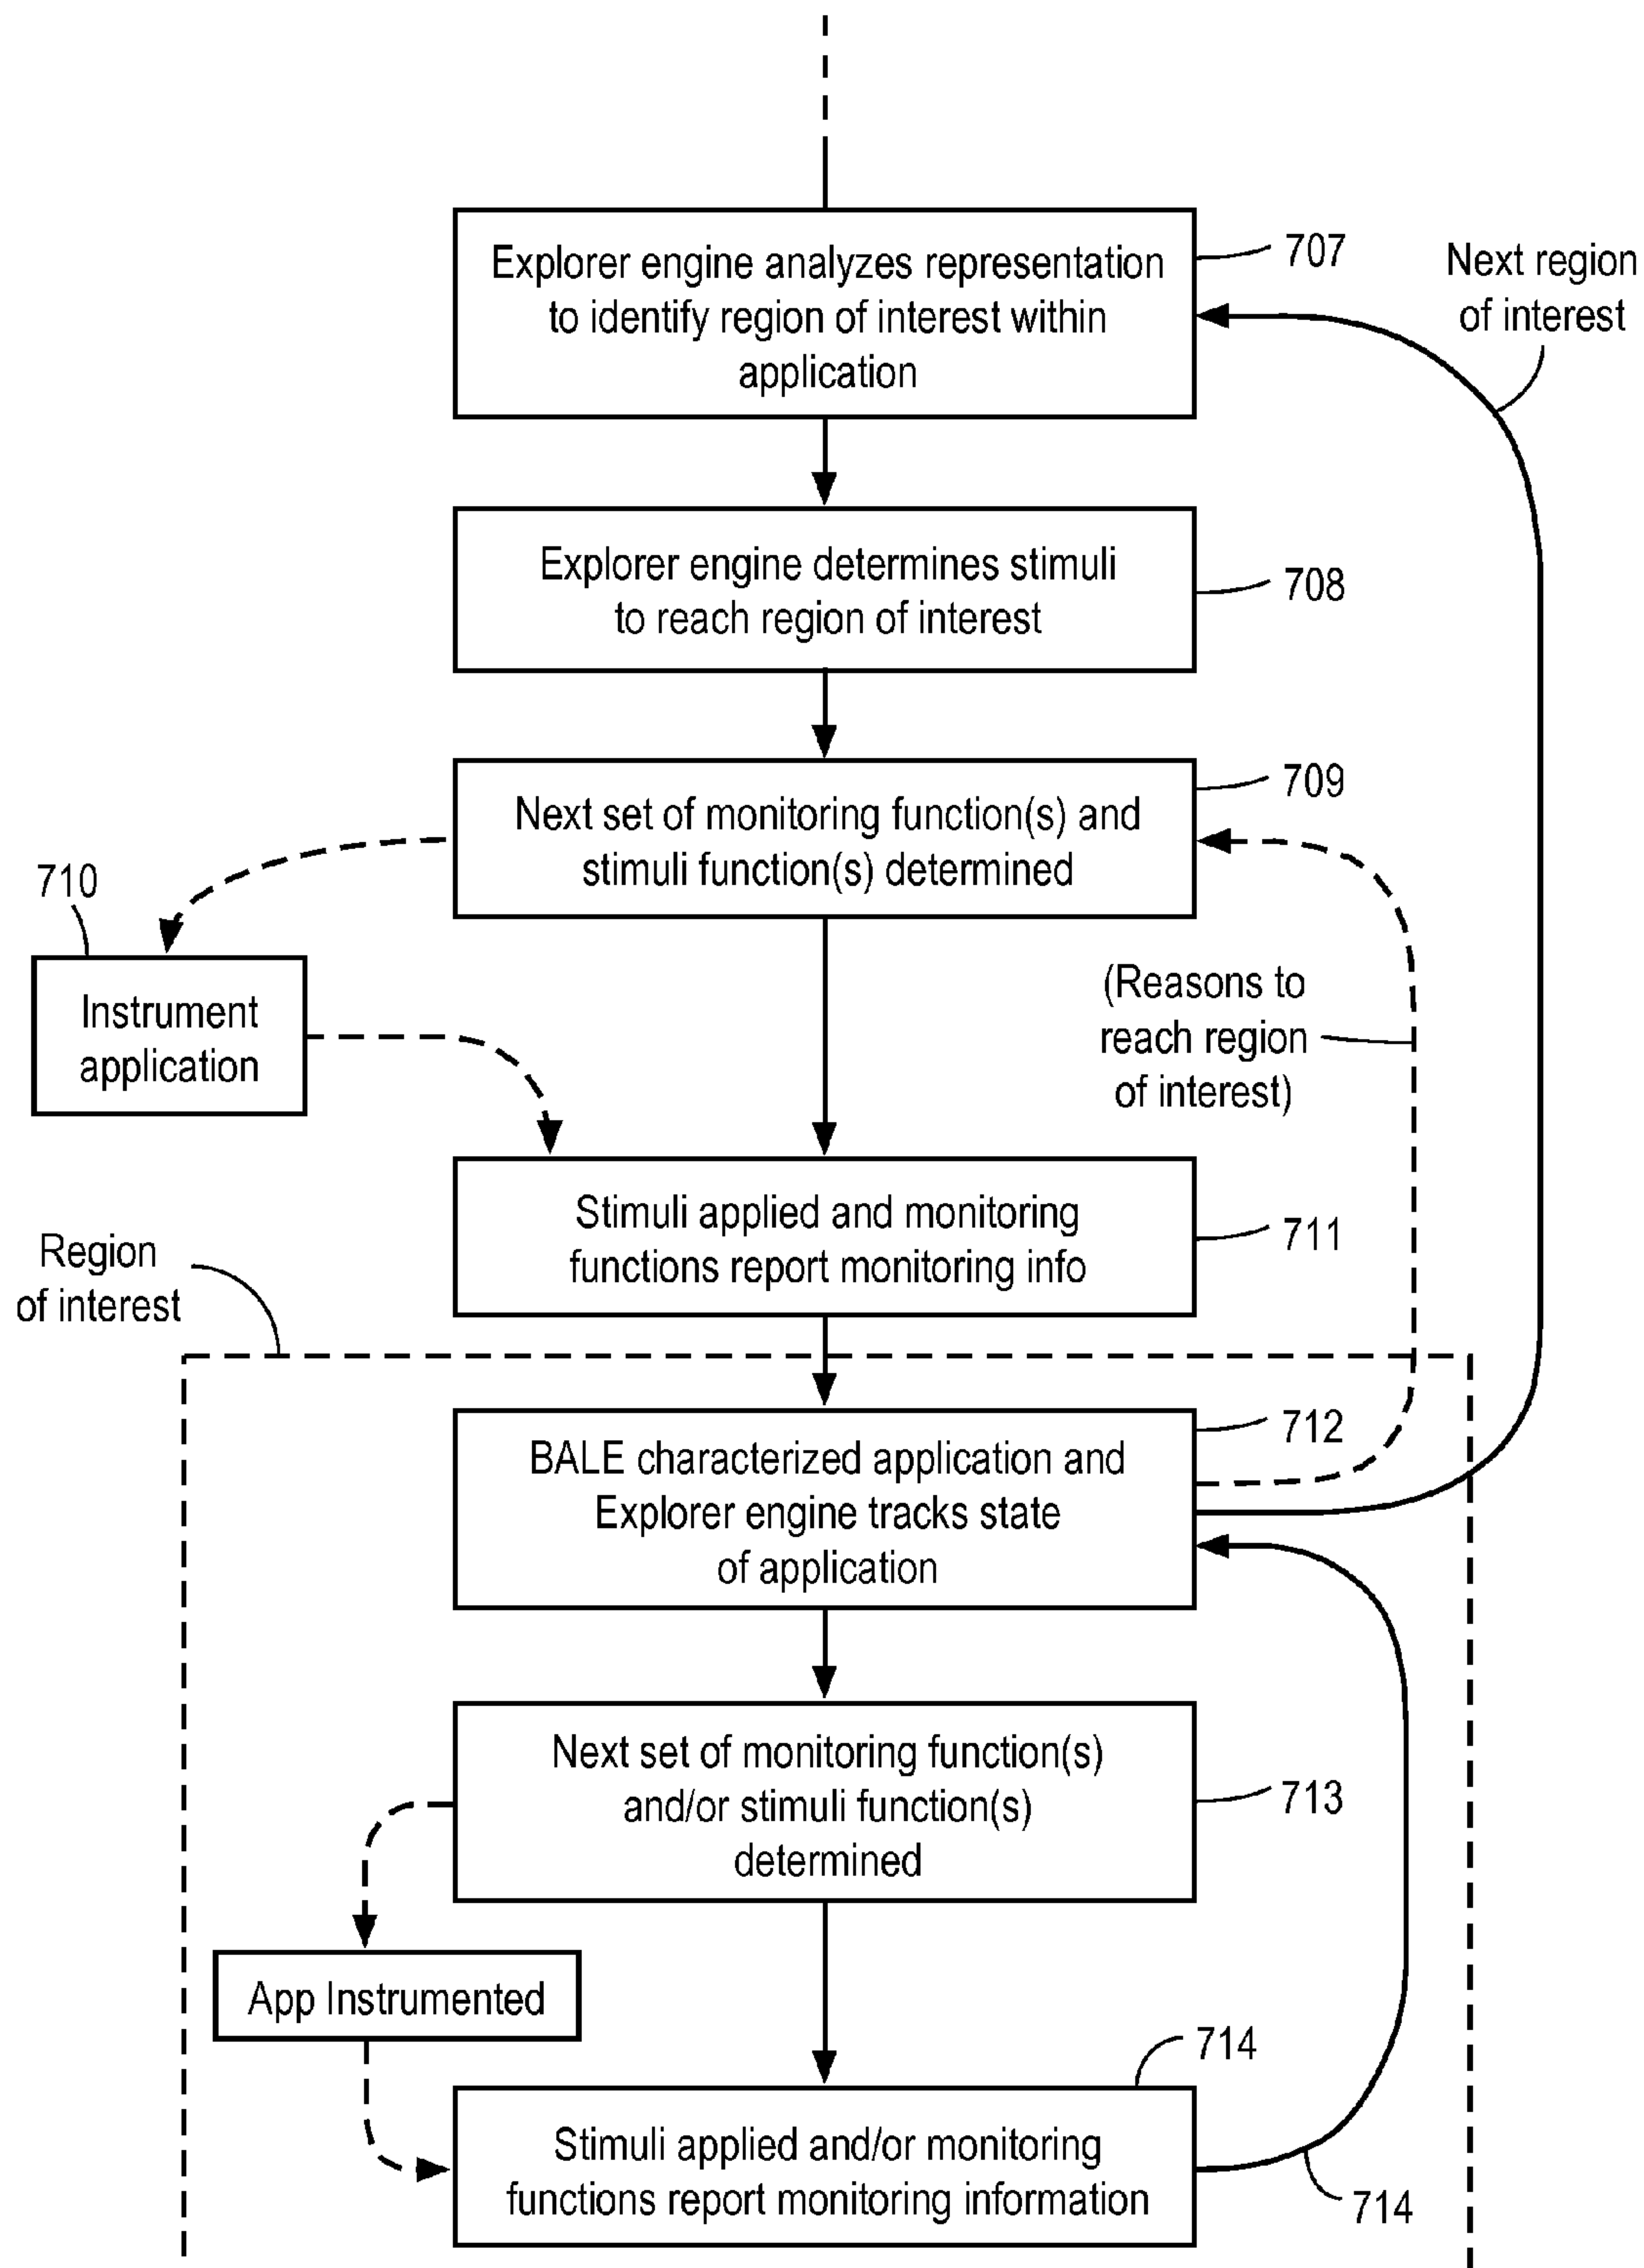 Explorer engine analyzes representation
to identify region of interest within
application
707
Next region
of interest
Explorer engine determines stimuli
to reach region of interest
708
Next set of monitoring function(s) and
stimuli function(s) determined
709
710
Instrument
application
(Reasons to
reach region
of interest)
Stimuli applied and monitoring
functions report monitoring info
711
Region
of interest
BALE characterized application and
Explorer engine tracks state
of application
712
Next set of monitoring function(s)
and/or stimuli function(s)
determined
713
App Instrumented
714
Stimuli applied and/or monitoring
functions report monitoring information
714